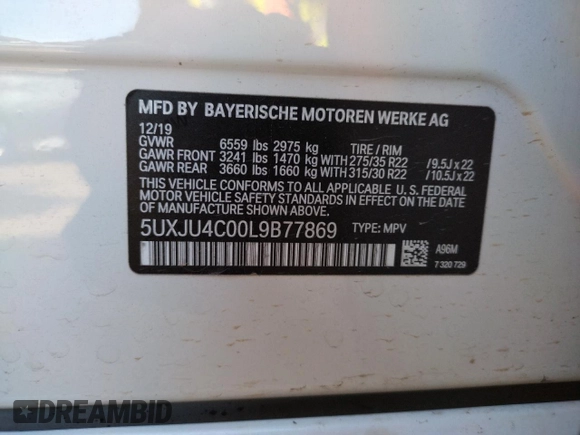 MFD BY BAYERISCHE MOTOREN WERKE AG
12/19
GVWR 6559 lbs 2975 kg TIRE / RIM
GAWR FRONT 3241 lbs 1470 kg WITH 275/35 R22 /9.5J x 22
GAWR REAR 3660 lbs 1660 kg WITH 315/30 R22 /10.5J x 22
THIS VEHICLE CONFORMS TO ALL APPLICABLE U. S. FEDERAL
MOTOR VEHICLE SAFETY STANDARDS IN EFFECT ON THE
DATE OF MANUFACTURE SHOWN ABOVE.
5UXJU4C00L9B77869 TYPE: MPV
A96M
7 320 729
DREAMBID